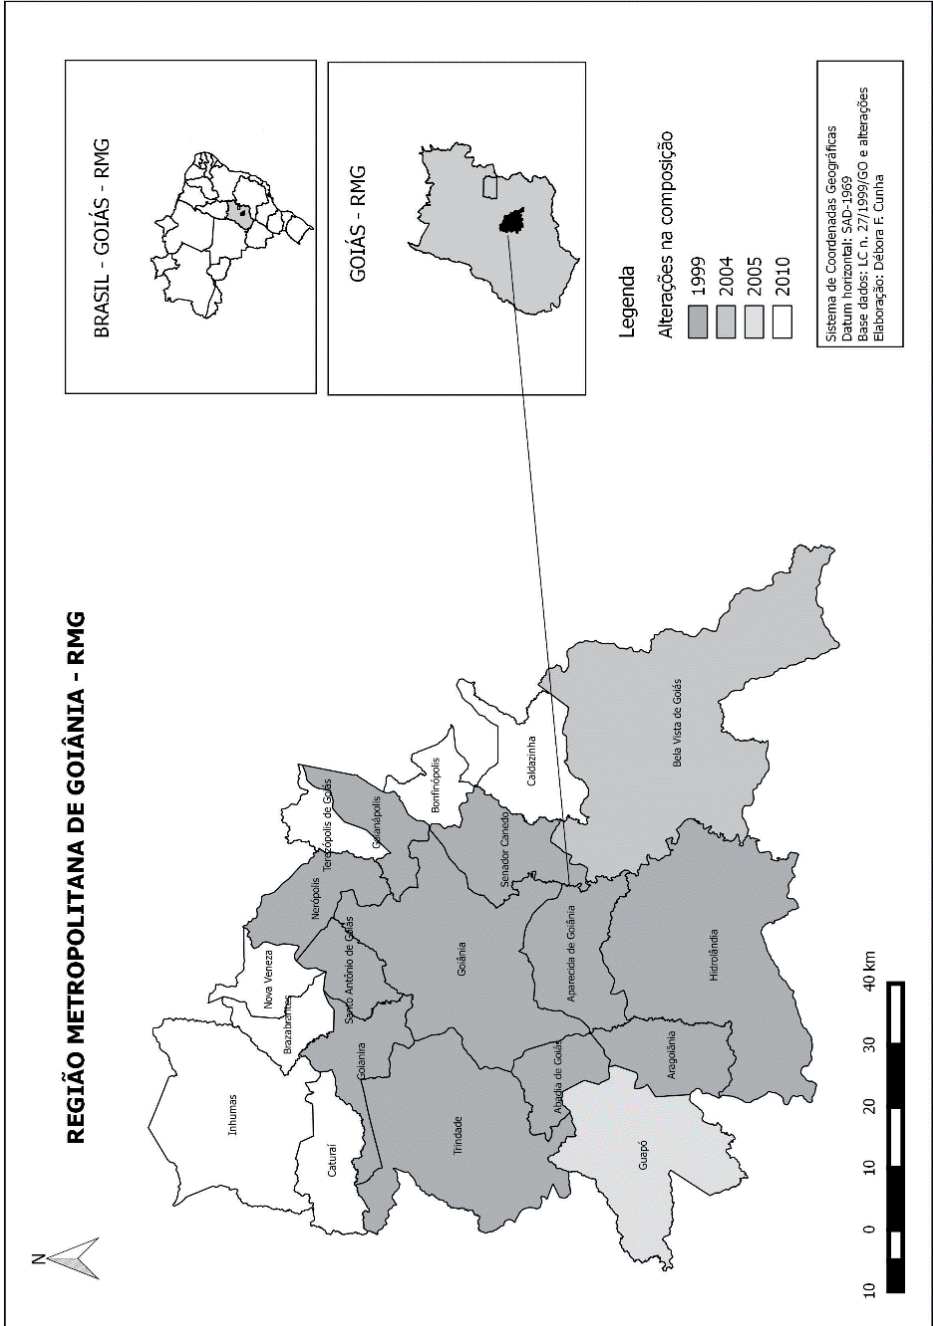 REGIÃO METROPOLITANA DE GOIÂNIA - RMG
N
Inhumas
Nova Veneza
Brazabrantes
Nerópolis
Terezópolis de Goiás
Caturaí
Goianira
Santo Antônio de Goiás
Goianápolis
Bonfinópolis
Trindade
Goiânia
Senador Canedo
Caldazinha
Abadia de Goiás
Aparecida de Goiânia
Guapó
Aragoiânia
Hidrolândia
Bela Vista de Goiás
10 0 10 20 30 40 km
BRASIL - GOIÁS - RMG
GOIÁS - RMG
Legenda
Alterações na composição
1999
2004
2005
2010
Sistema de Coordenadas Geográficas
Datum horizontal: SAD-1969
Base dados: LC n. 27/1999/GO e alterações
Elaboração: Débora F. Cunha